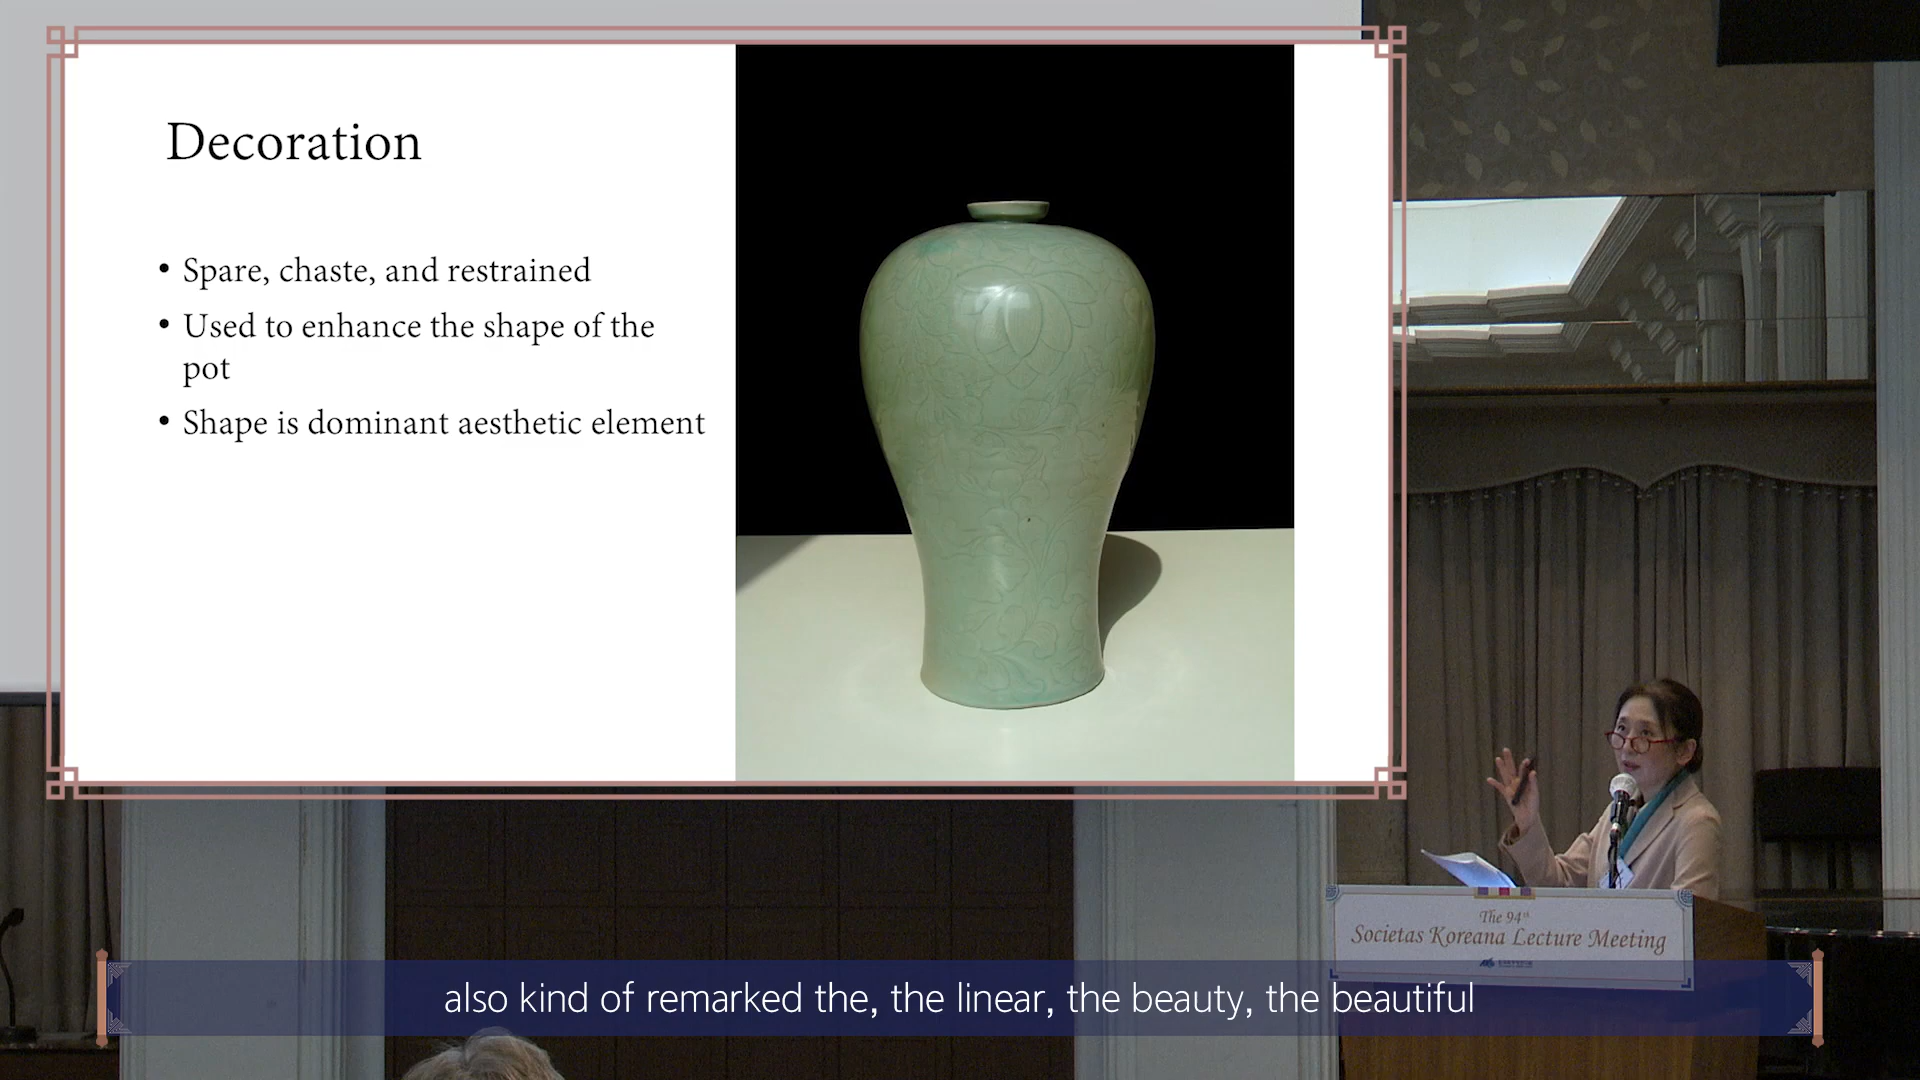 Decoration
• Spare, chaste, and restrained
• Used to enhance the shape of the
pot
• Shape is dominant aesthetic element
The 94th
Societas Koreana Lecture Meeting
also kind of remarked the, the linear, the beauty, the beautiful